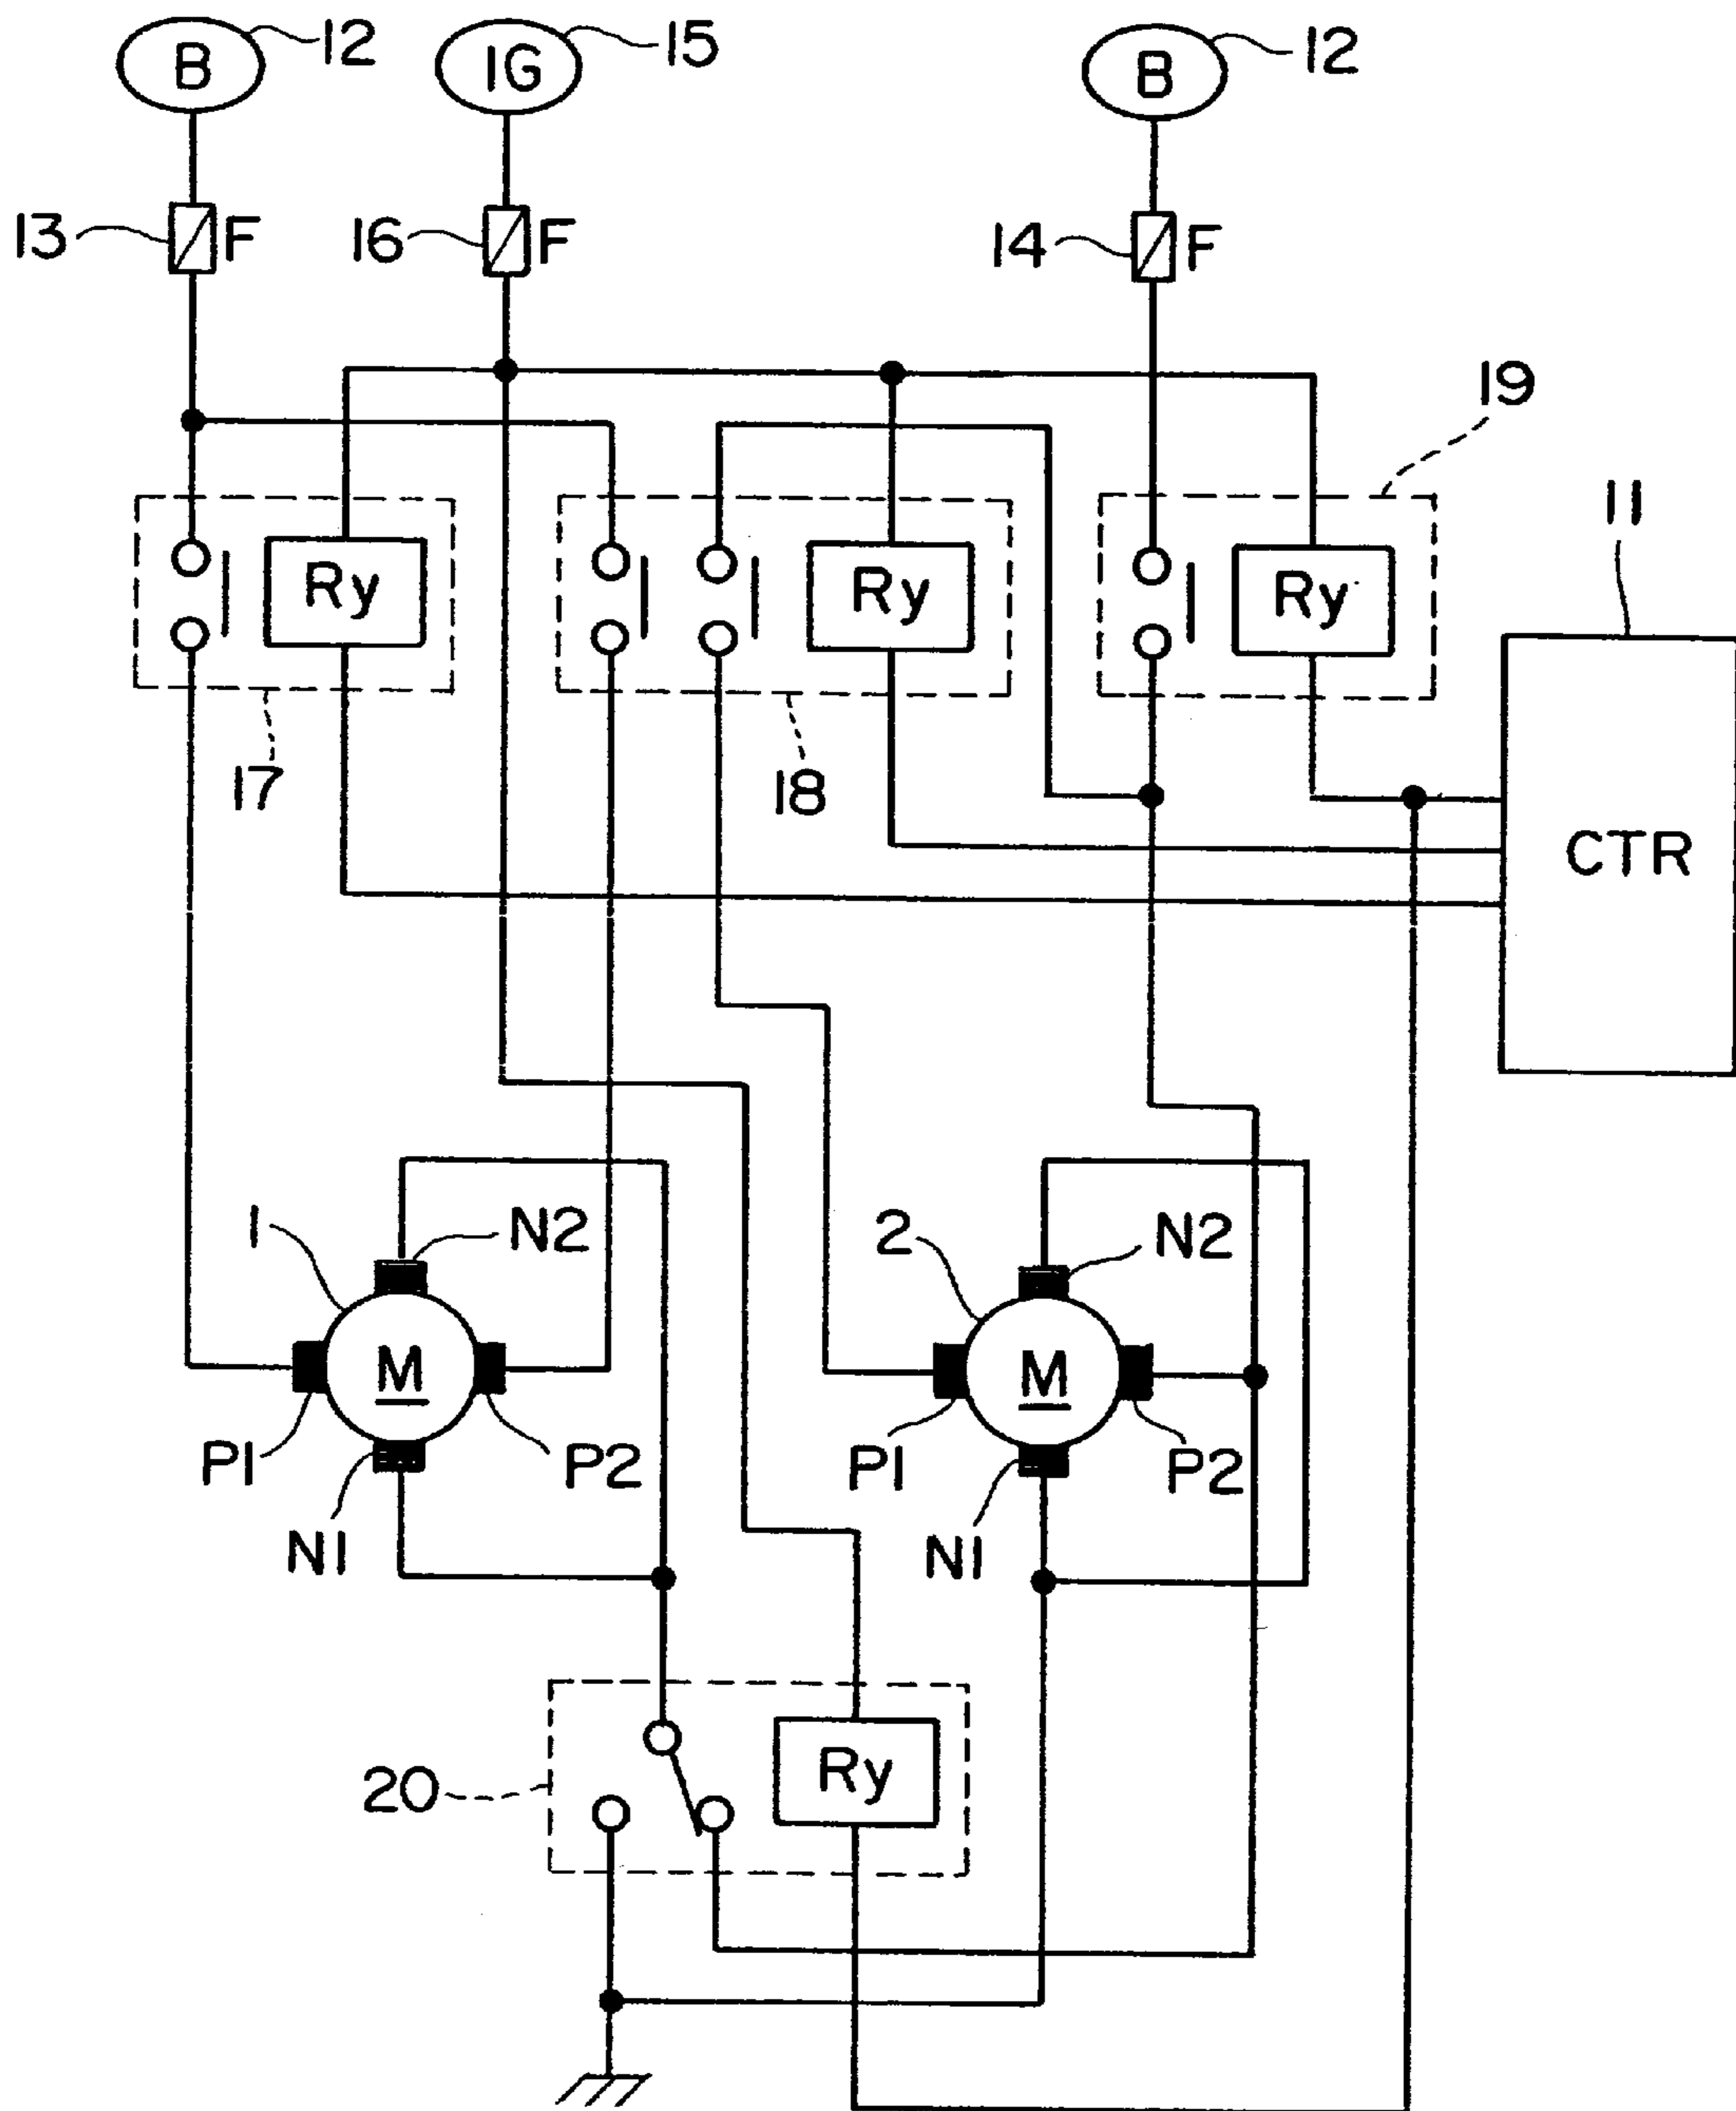 B 12 IG 15 B 12
13 F 16 F 14 F
19
11
Ry Ry Ry
17 18
CTR
1 N2 2 N2
M M
P1 P2 P1 P2
N1 N1
20 Ry